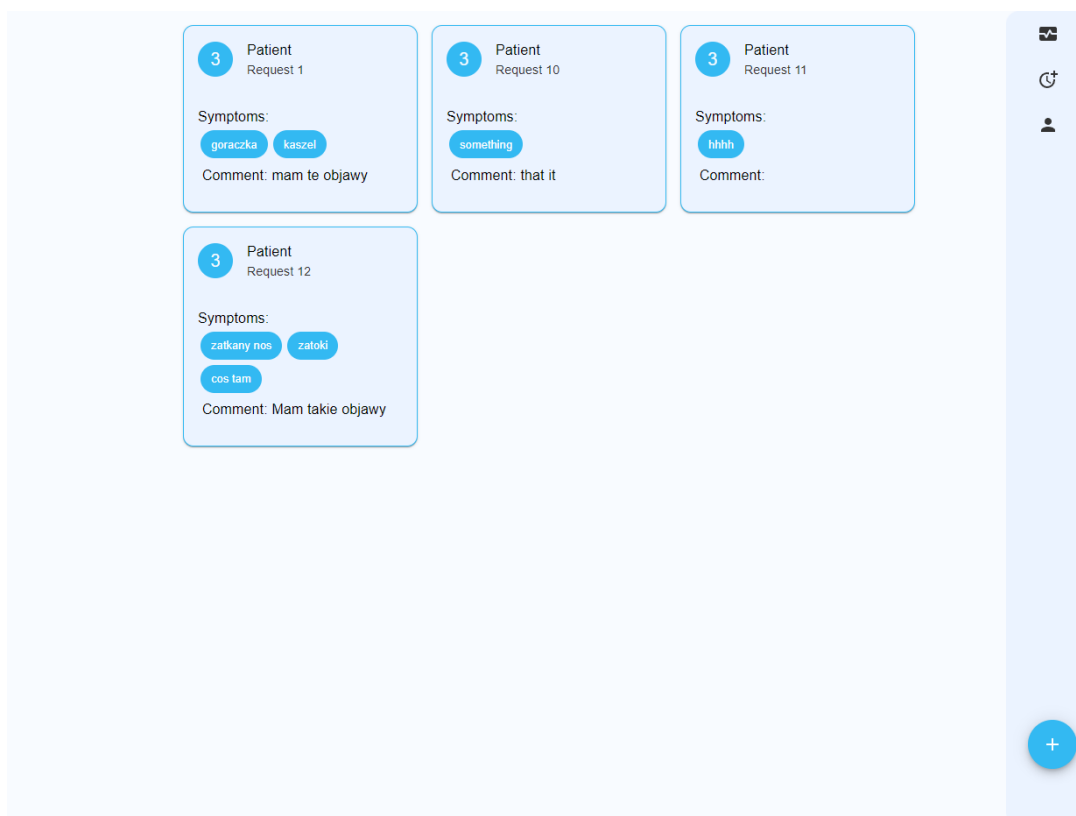 3
Patient
Request 1
Symptoms:
goraczka kaszel
Comment: mam te objawy
3
Patient
Request 10
Symptoms:
something
Comment: that it
3
Patient
Request 11
Symptoms:
hhhh
Comment:
3
Patient
Request 12
Symptoms:
zatkany nos zatoki
cos tam
Comment: Mam takie objawy